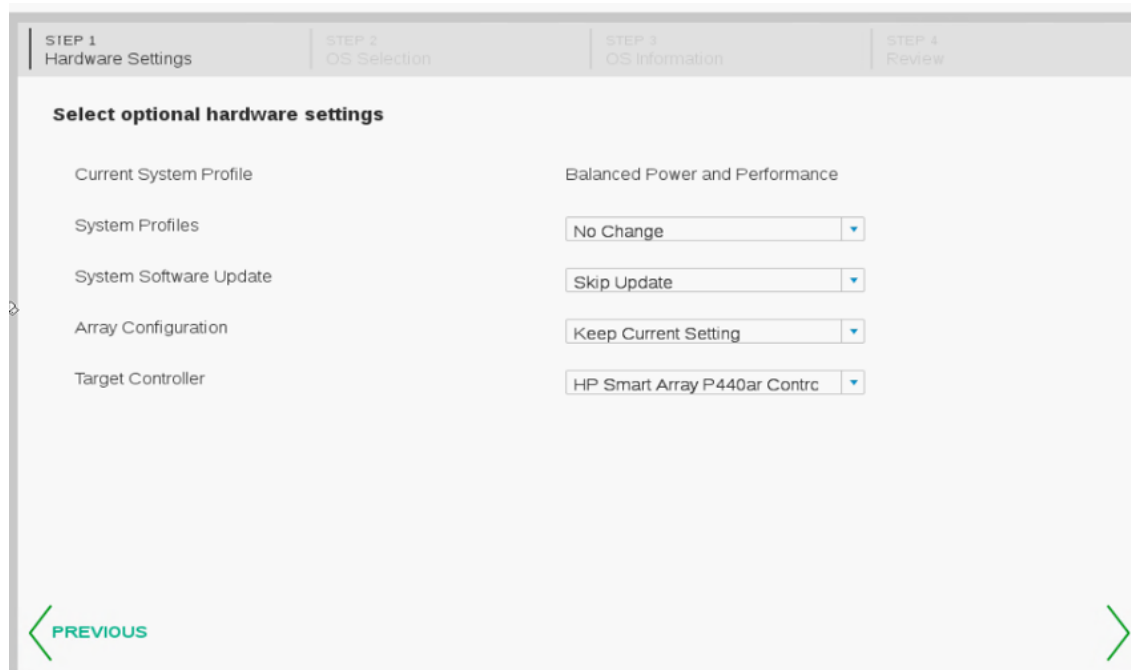 STEP 1
Hardware Settings
STEP 2
OS Selection
STEP 3
OS Information
STEP 4
Review
Select optional hardware settings
Current System Profile
Balanced Power and Performance
System Profiles
No Change
System Software Update
Skip Update
Array Configuration
Keep Current Setting
Target Controller
HP Smart Array P440ar Contrc
PREVIOUS